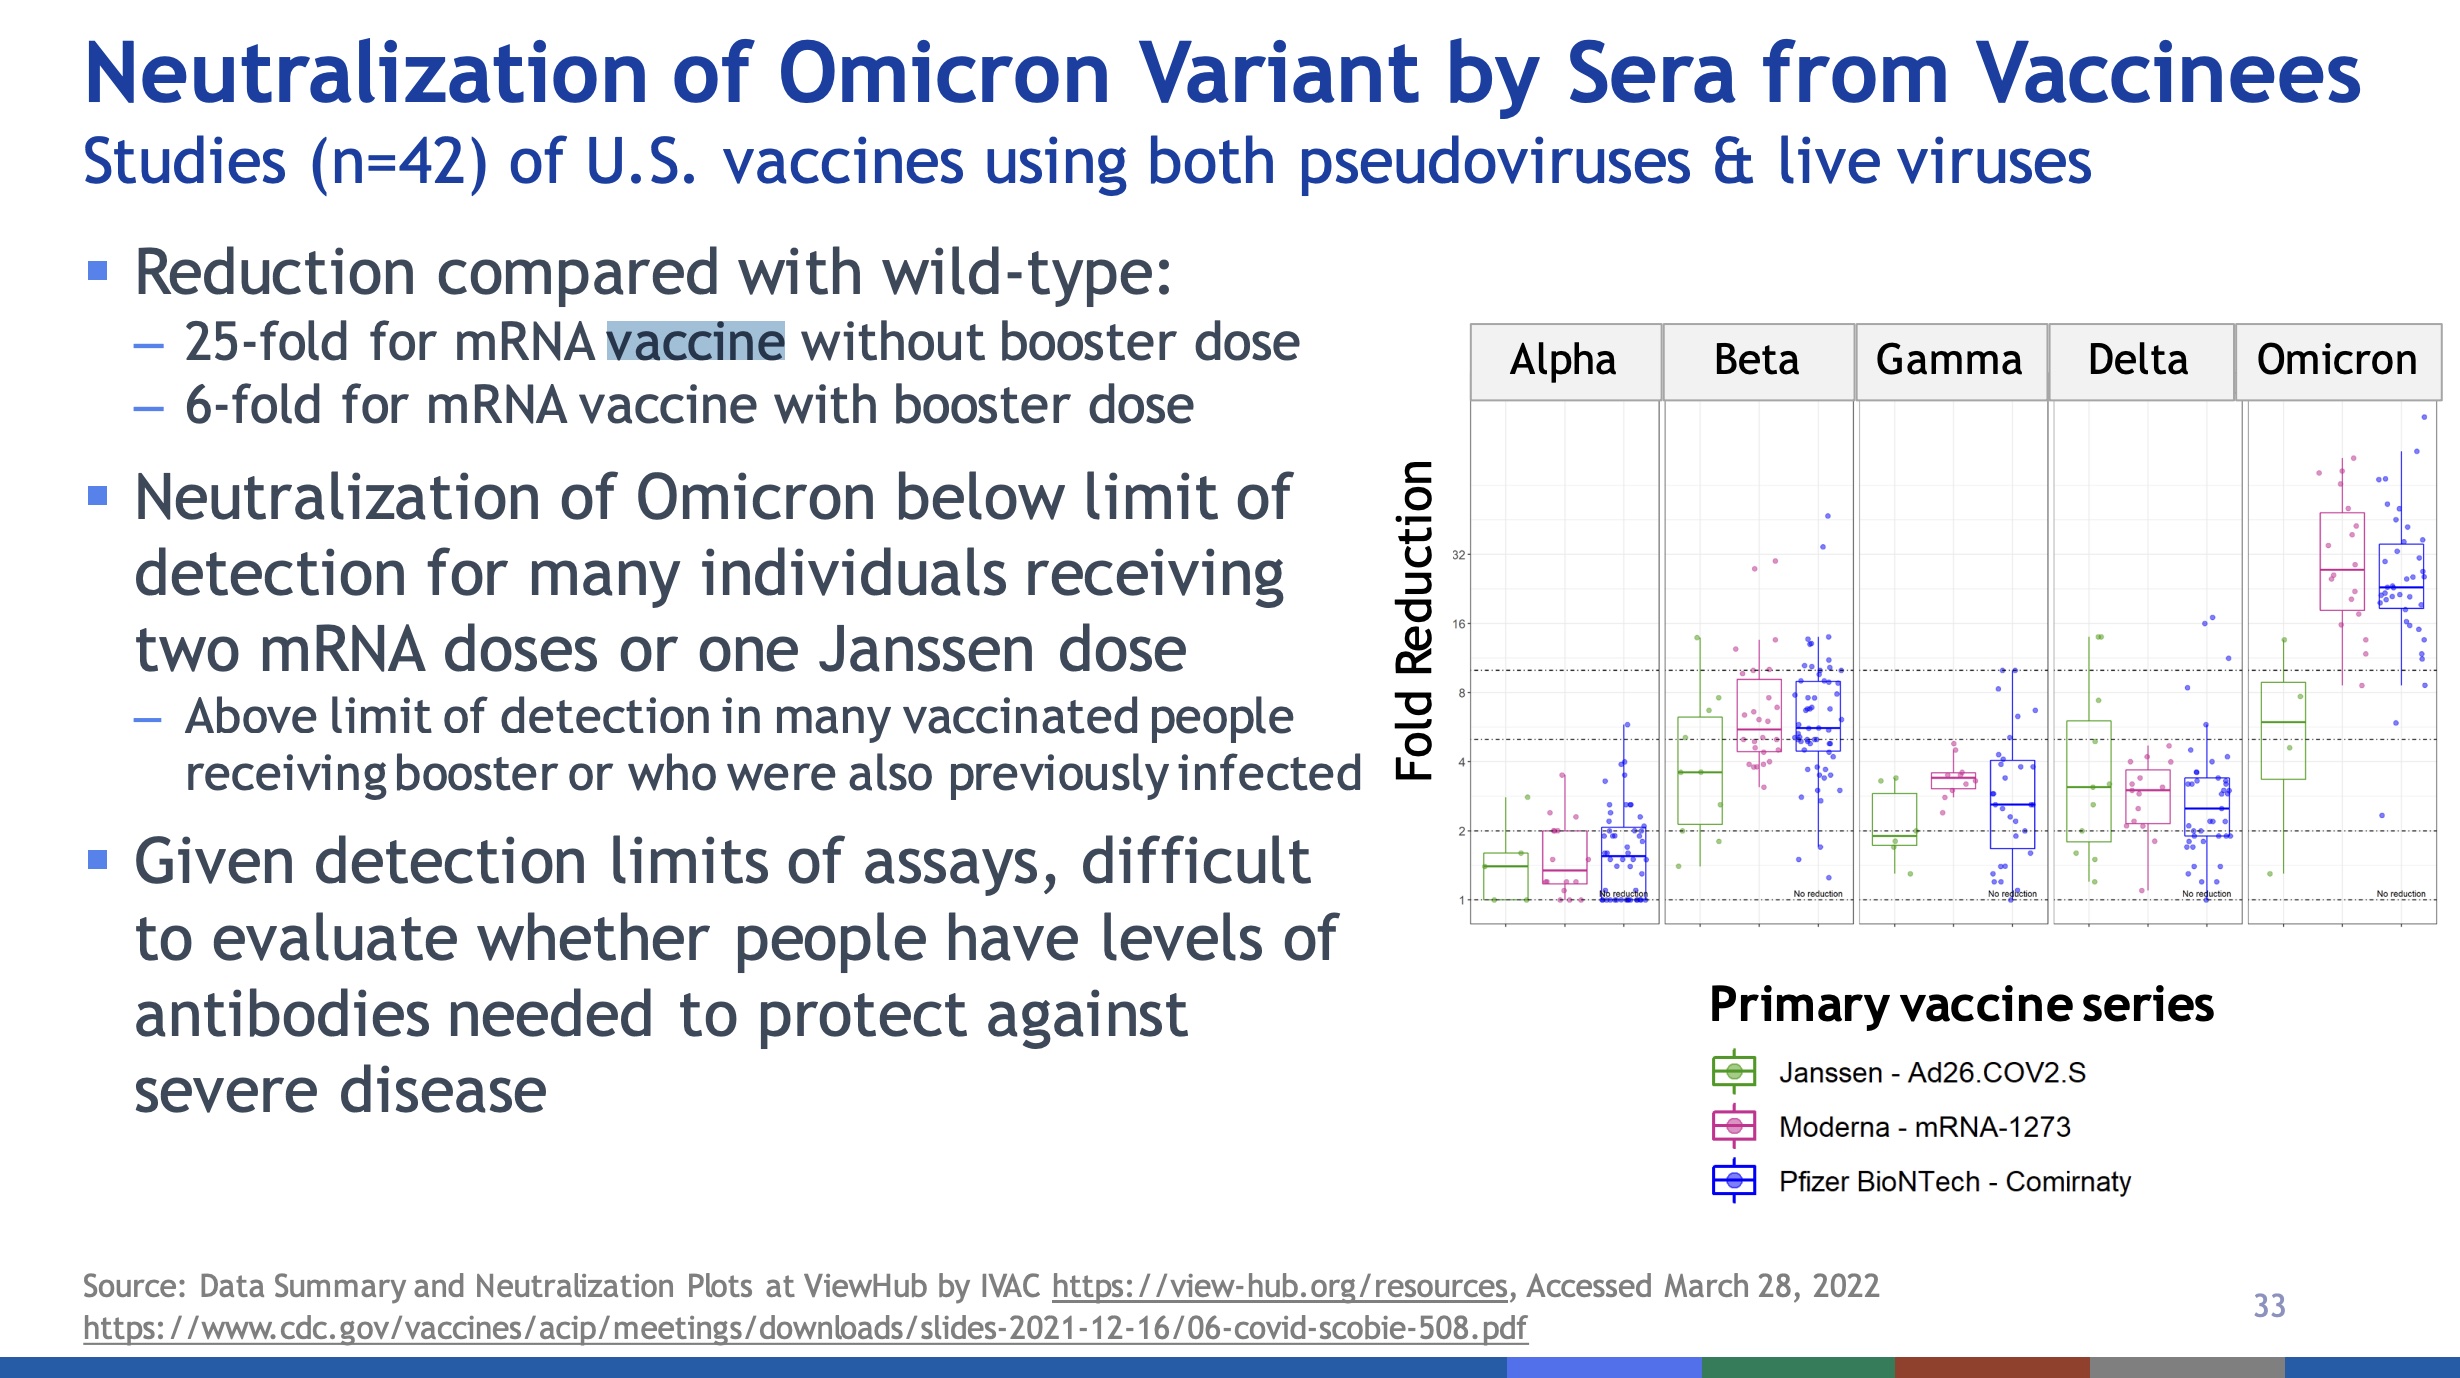 Neutralization of Omicron Variant by Sera from Vaccinees
Studies (n=42) of U.S. vaccines using both pseudoviruses & live viruses
▪ Reduction compared with wild-type:
– 25-fold for mRNA vaccine without booster dose
– 6-fold for mRNA vaccine with booster dose
▪ Neutralization of Omicron below limit of
detection for many individuals receiving
two mRNA doses or one Janssen dose
– Above limit of detection in many vaccinated people
receiving booster or who were also previously infected
▪ Given detection limits of assays, difficult
to evaluate whether people have levels of
antibodies needed to protect against
severe disease
Alpha Beta Gamma Delta Omicron
Fold Reduction
32
16
8
4
2
1
No reduction No reduction No reduction No reduction No reduction
Primary vaccine series
Janssen - Ad26.COV2.S
Moderna - mRNA-1273
Pfizer BioNTech - Comirnaty
Source: Data Summary and Neutralization Plots at ViewHub by IVAC https://view-hub.org/resources, Accessed March 28, 2022
https://www.cdc.gov/vaccines/acip/meetings/downloads/slides-2021-12-16/06-covid-scobie-508.pdf
33